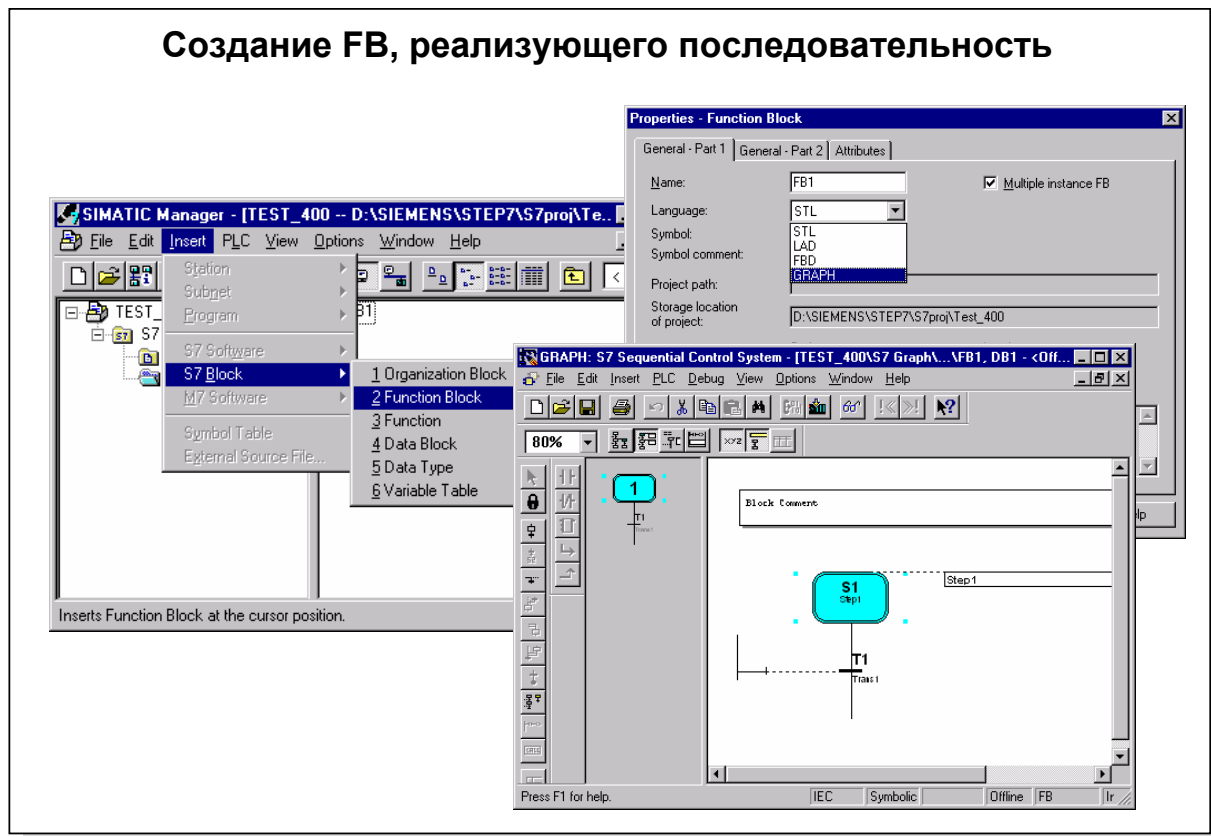 Создание FB, реализующего последовательность
Properties - Function Block
General - Part 1
General - Part 2
Attributes
Name:
FB1
Multiple instance FB
Language:
STL
Symbol:
STL
LAD
FBD
GRAPH
Symbol comment:
Project path:
Storage location
of project:
D:\SIEMENS\STEP7\S7proj\Test_400
SIMATIC Manager - [TEST_400 -- D:\SIEMENS\STEP7\S7proj\Te..
File Edit Insert PLC View Options Window Help
TEST_
S7
Station
Subnet
Program
S7 Software
S7 Block
M7 Software
Symbol Table
External Source File...
1 Organization Block
2 Function Block
3 Function
4 Data Block
5 Data Type
6 Variable Table
Inserts Function Block at the cursor position.
GRAPH: S7 Sequential Control System - [TEST_400\S7 Graph\...\FB1, DB1 - <Off...
File Edit Insert PLC Debug View Options Window Help
80%
1
T1
Trans1
Block Comment
S1
Step1
Step1
T1
Trans1
Press F1 for help.
IEC
Symbolic
Offline
FB